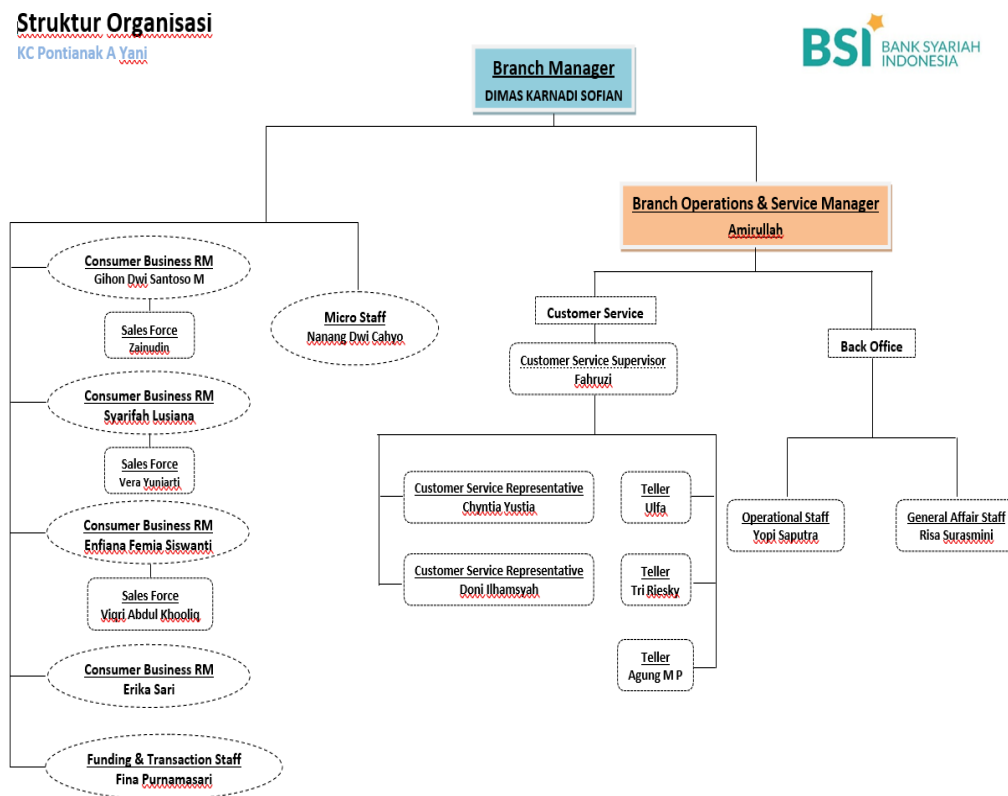 Struktur Organisasi
KC Pontianak A Yani
BSI BANK SYARIAH
INDONESIA
Branch Manager
DIMAS KARNADI SOFIAN
Branch Operations & Service Manager
Amirullah
Consumer Business RM
Gihon Dwi Santoso M
Sales Force
Zainudin
Consumer Business RM
Syarifah Lusiana
Sales Force
Vera Yuniarti
Consumer Business RM
Enfiana Femia Siswanti
Sales Force
Viqri Abdul Khooliq
Consumer Business RM
Erika Sari
Funding & Transaction Staff
Fina Purnamasari
Micro Staff
Nanang Dwi Cahyo
Customer Service
Customer Service Supervisor
Fahruzi
Customer Service Representative
Chyntia Yustia
Customer Service Representative
Doni Ilhamsyah
Teller
Ulfa
Teller
Tri Riesky
Teller
Agung M P
Back Office
Operational Staff
Yopi Saputra
General Affair Staff
Risa Surasmini